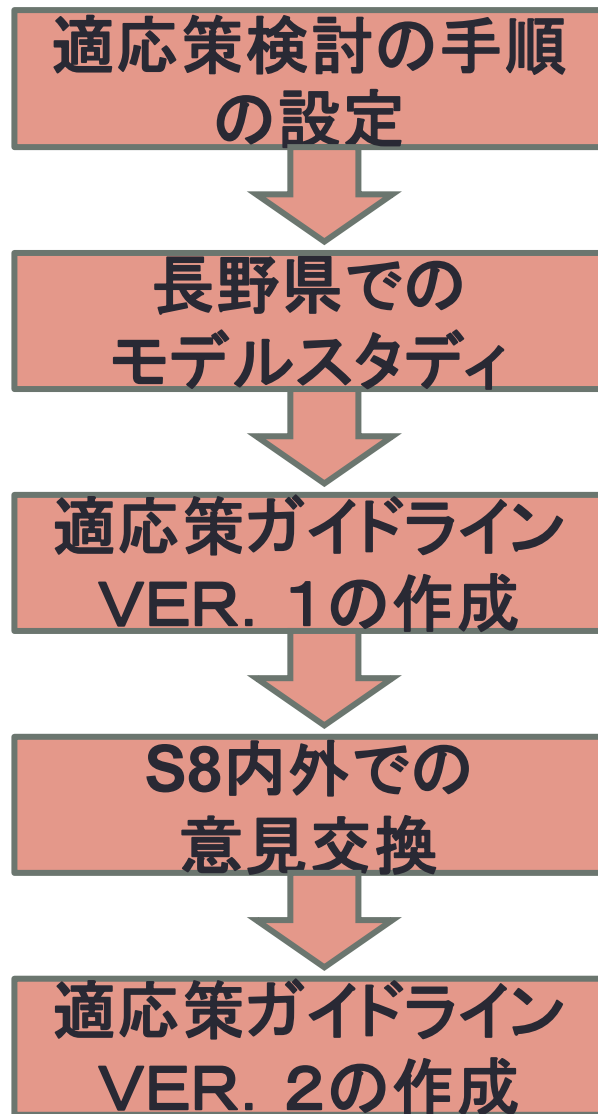 適応策検討の手順
の設定
長野県での
モデルスタディ
適応策ガイドライン
VER．１の作成
S8内外での
意見交換
適応策ガイドライン
VER．２の作成